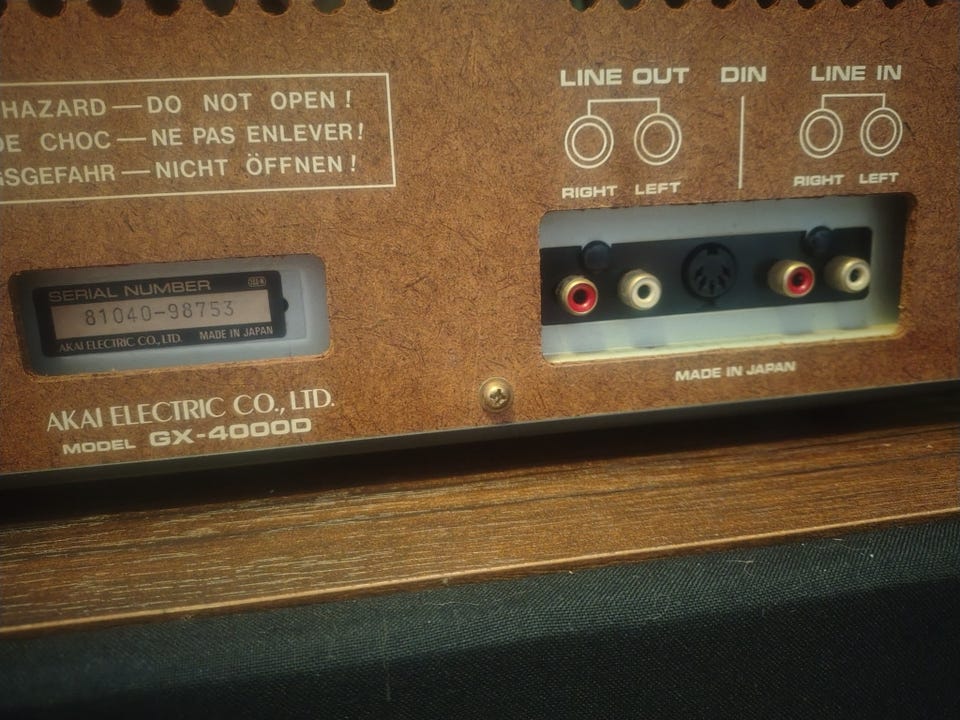 HAZARD — DO NOT OPEN!
DE CHOC — NE PAS ENLEVER!
GSGEFAHR — NICHT ÖFFNEN!
LINE OUT DIN LINE IN
RIGHT LEFT RIGHT LEFT
SERIAL NUMBER
81040-98753
AKAI ELECTRIC CO., LTD. MADE IN JAPAN
MADE IN JAPAN
AKAI ELECTRIC CO., LTD.
MODEL GX-4000D